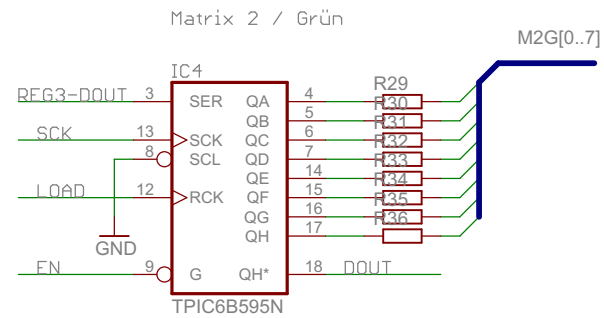 Matrix 2 / Grün
M2G[0..7]
IC4
REG3-DOUT 3 SER QA 4 R29
QB 5 R30
SCK 13 SCK QC 6 R31
8 SCL QD 7 R32
QE 14 R33
LOAD 12 RCK QF 15 R34
QG 16 R35
QH 17 R36
GND
EN 9 G QH* 18 DOUT
TPIC6B595N